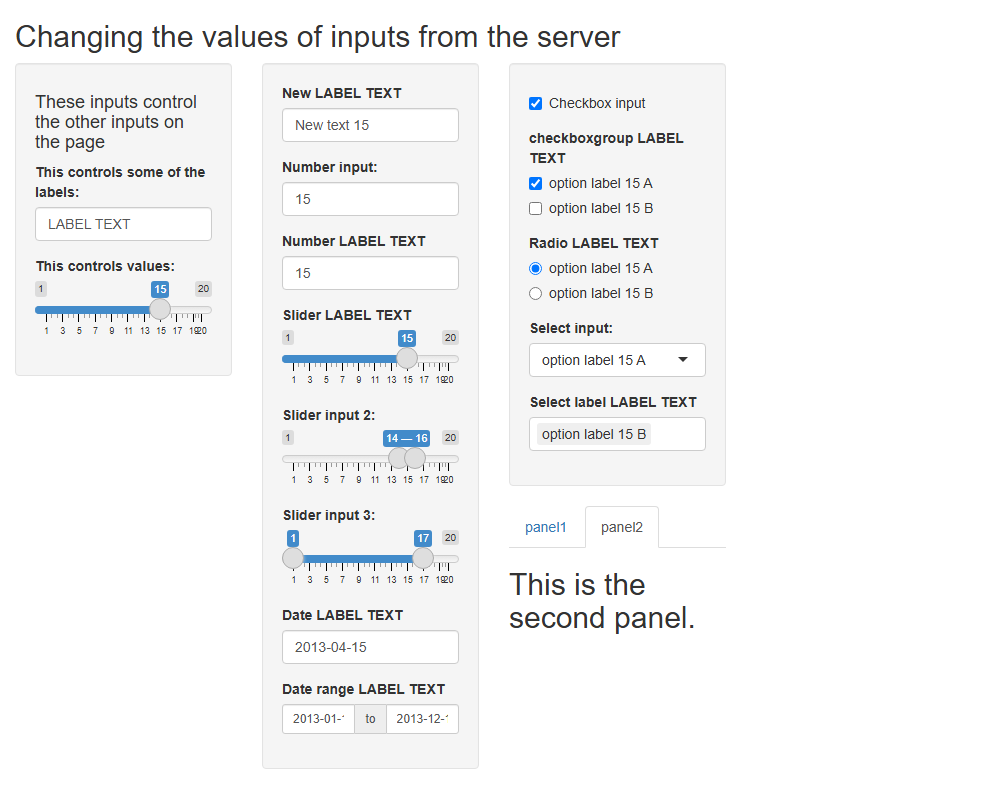 Changing the values of inputs from the server
These inputs control
the other inputs on
the page
This controls some of the
labels:
LABEL TEXT
This controls values:
1 15 20
1 3 5 7 9 11 13 15 17 19 20
New LABEL TEXT
New text 15
Number input:
15
Number LABEL TEXT
15
Slider LABEL TEXT
1 15 20
1 3 5 7 9 11 13 15 17 19 20
Slider input 2:
1 14 — 16 20
1 3 5 7 9 11 13 15 17 19 20
Slider input 3:
1 17 20
1 3 5 7 9 11 13 15 17 19 20
Date LABEL TEXT
2013-04-15
Date range LABEL TEXT
2013-01- to 2013-12-
Checkbox input
checkboxgroup LABEL
TEXT
option label 15 A
option label 15 B
Radio LABEL TEXT
option label 15 A
option label 15 B
Select input:
option label 15 A
Select label LABEL TEXT
option label 15 B
panel1 panel2
This is the
second panel.